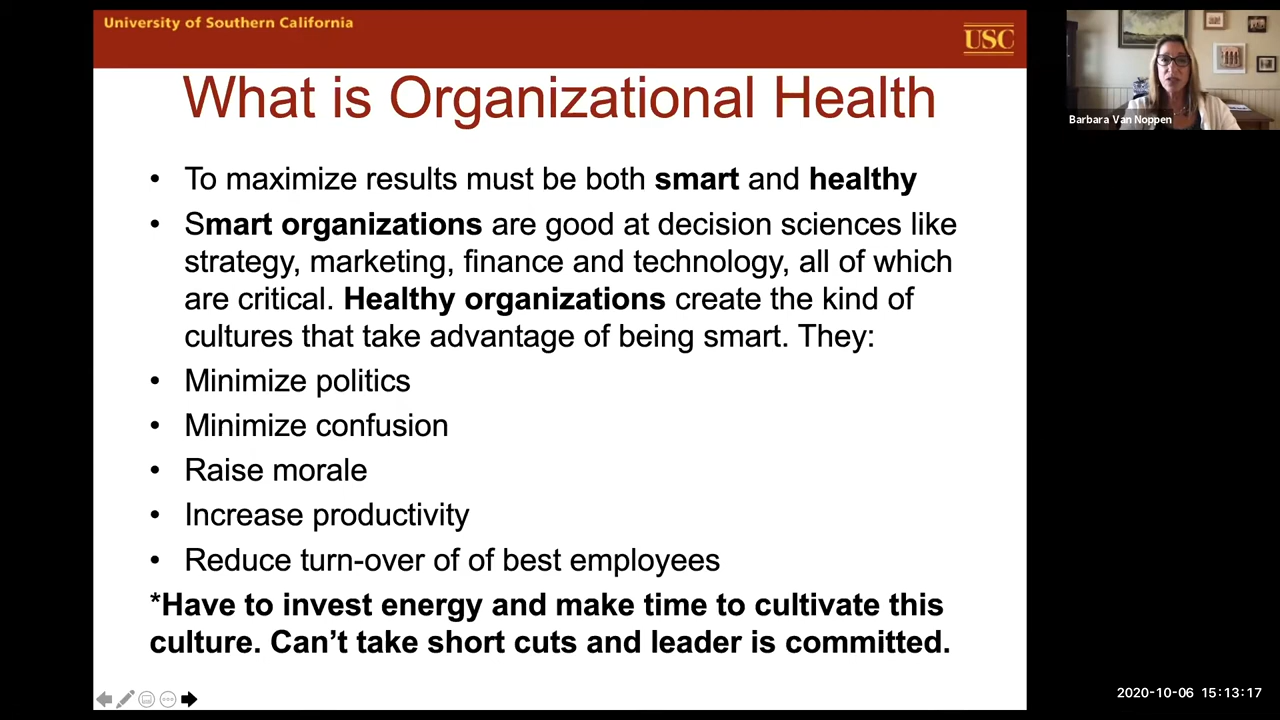 University of Southern California
USC
What is Organizational Health
• To maximize results must be both smart and healthy
• Smart organizations are good at decision sciences like
strategy, marketing, finance and technology, all of which
are critical. Healthy organizations create the kind of
cultures that take advantage of being smart. They:
• Minimize politics
• Minimize confusion
• Raise morale
• Increase productivity
• Reduce turn-over of of best employees
*Have to invest energy and make time to cultivate this
culture. Can’t take short cuts and leader is committed.
Barbara Van Noppen
2020-10-06 15:13:17